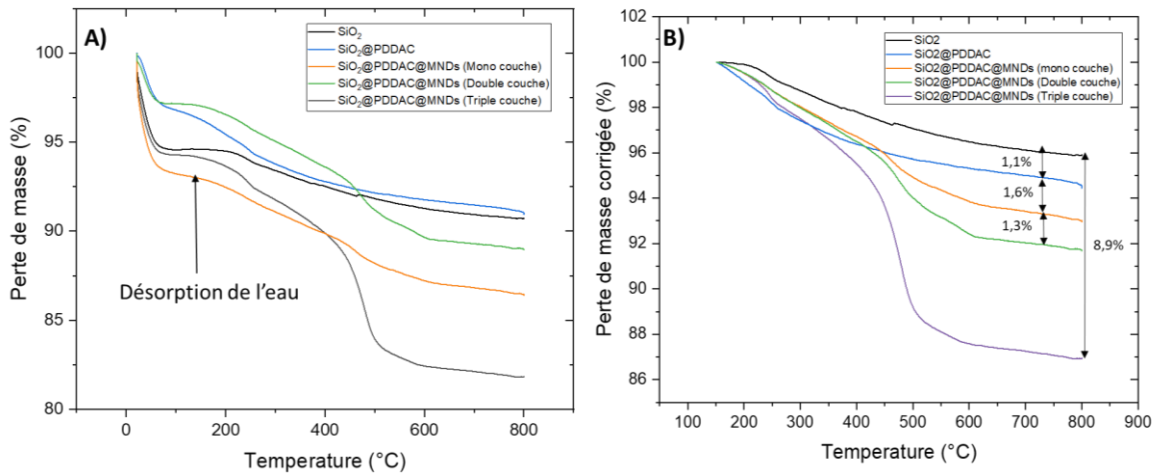 A)
SiO₂
SiO₂@PDDAC
SiO₂@PDDAC@MNDs (Mono couche)
SiO₂@PDDAC@MNDs (Double couche)
SiO₂@PDDAC@MNDs (Triple couche)
100
95
90
85
80
Perte de masse (%)
Désorption de l'eau
0
200
400
600
800
Temperature (°C)
B)
SiO2
SiO2@PDDAC
SiO2@PDDAC@MNDs (mono couche)
SiO2@PDDAC@MNDs (Double couche)
SiO2@PDDAC@MNDs (Triple couche)
102
100
98
96
94
92
90
88
86
Perte de masse corrigée (%)
1,1%
1,6%
1,3%
8,9%
100
200
300
400
500
600
700
800
900
Temperature (°C)